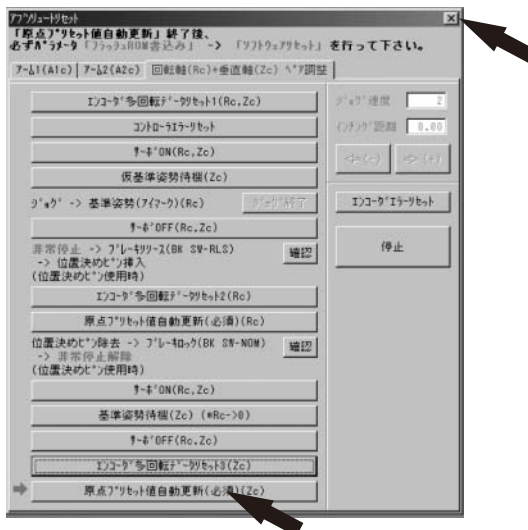 アブソリュートリセット
「原点プリセット値自動更新」終了後、
必ずパラメータ「フラッシュROM書込み」 -> 「ソフトウェアリセット」 を行って下さい。
アーム1(A1c)
アーム2(A2c)
回転軸(Rc)+垂直軸(Zc) ペア調整
エンコーダ多回転データリセット1(Rc,Zc)
コントローラエラーリセット
サーボON(Rc,Zc)
仮基準姿勢待機(Zc)
ジョグ -> 基準姿勢(アイマーク)(Rc)
ジョグ終了
サーボOFF(Rc,Zc)
非常停止 -> ブレーキリリース(BK SW-RLS)
-> 位置決めピン挿入
(位置決めピン使用時)
確認
エンコーダ多回転データリセット2(Rc)
原点プリセット値自動更新(必須)(Rc)
位置決めピン除去 -> ブレーキロック(BK SW-NOM)
-> 非常停止解除
(位置決めピン使用時)
確認
サーボON(Rc,Zc)
基準姿勢待機(Zc) (*Rc->0)
サーボOFF(Rc,Zc)
エンコーダ多回転データリセット3(Zc)
原点プリセット値自動更新(必須)(Zc)
ジョグ速度 2
インチング距離 0.00
<=(-)
=>(+)
エンコーダエラーリセット
停止